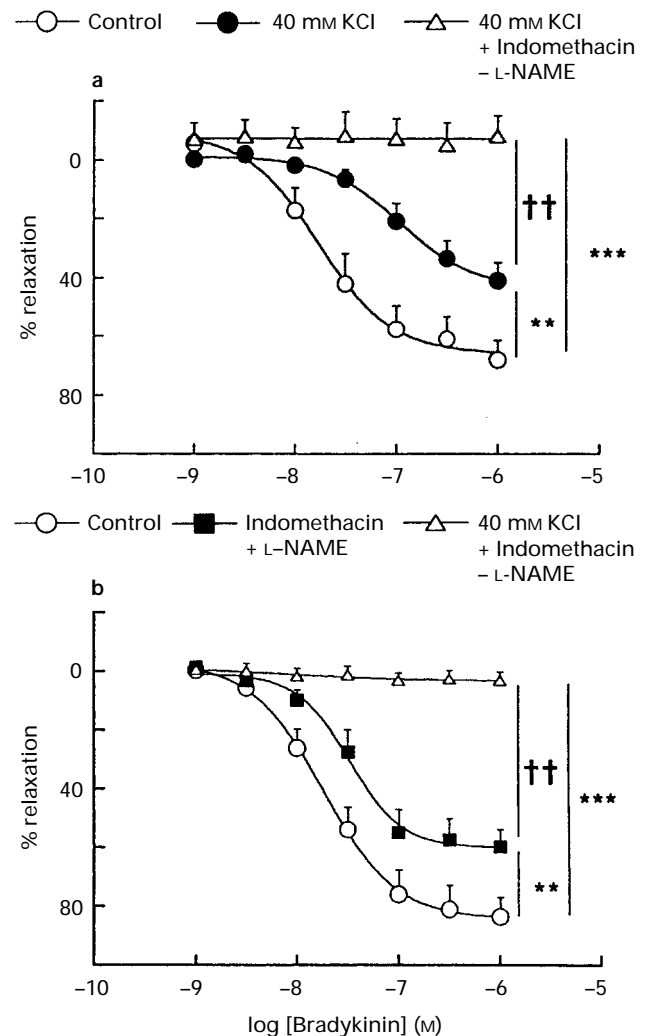 Control 40 mM KCl 40 mM KCl
+ Indomethacin
– L-NAME
a
0
40
80
% relaxation
†† *** **
–10 –9 –8 –7 –6 –5
Control Indomethacin 40 mM KCl
+ L–NAME + Indomethacin
– L-NAME
b
0
40
80
% relaxation
†† *** **
–10 –9 –8 –7 –6 –5
log [Bradykinin] (M)